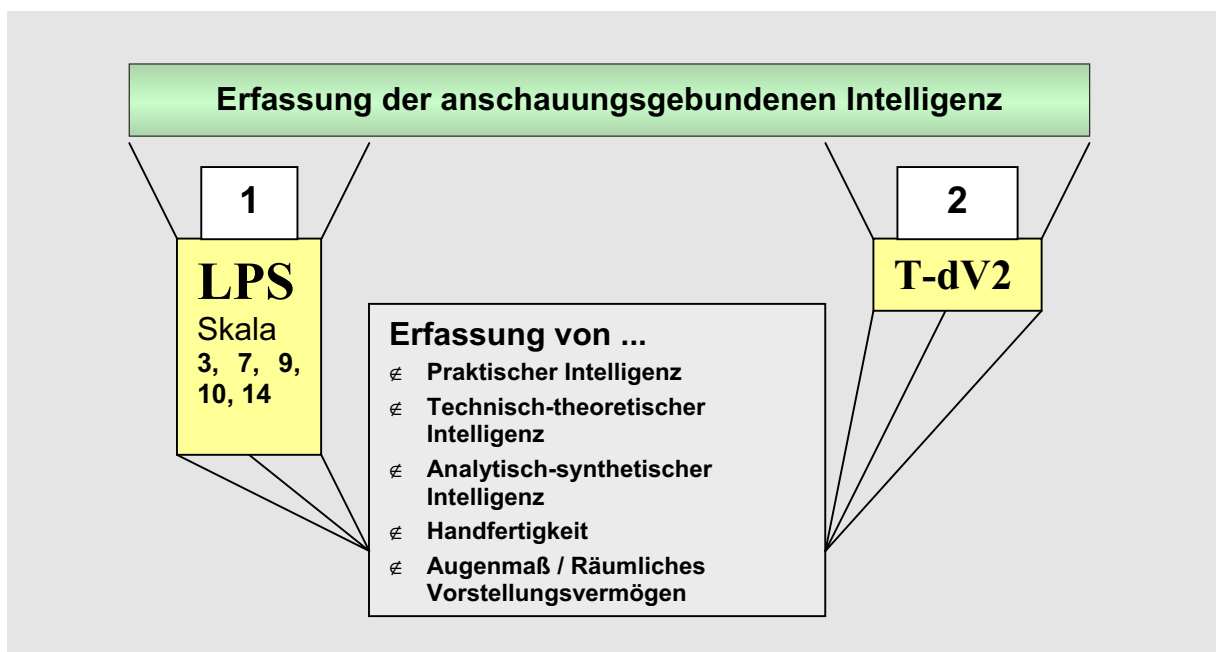 Erfassung der anschauungsgebundenen Intelligenz
1
2
LPS
Skala
3, 7, 9,
10, 14
T-dV2
Erfassung von ...
∉ Praktischer Intelligenz
∉ Technisch-theoretischer
Intelligenz
∉ Analytisch-synthetischer
Intelligenz
∉ Handfertigkeit
∉ Augenmaß / Räumliches
Vorstellungsvermögen